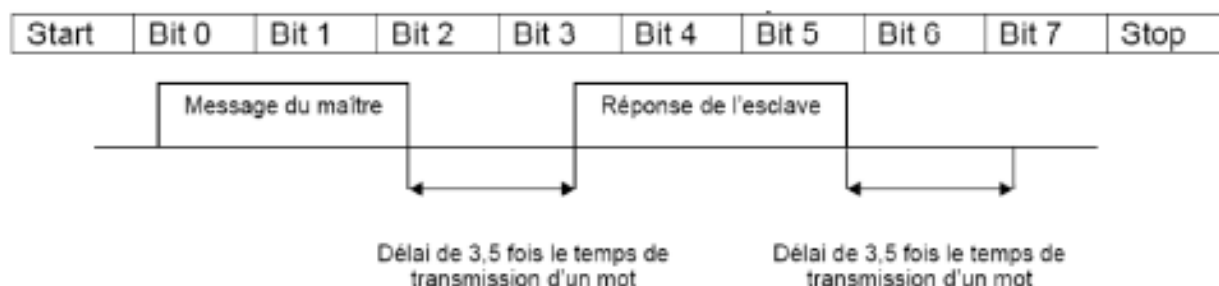 Start Bit 0 Bit 1 Bit 2 Bit 3 Bit 4 Bit 5 Bit 6 Bit 7 Stop
Message du maître Réponse de l'esclave
Délai de 3,5 fois le temps de Délai de 3,5 fois le temps de
transmission d'un mot transmission d'un mot